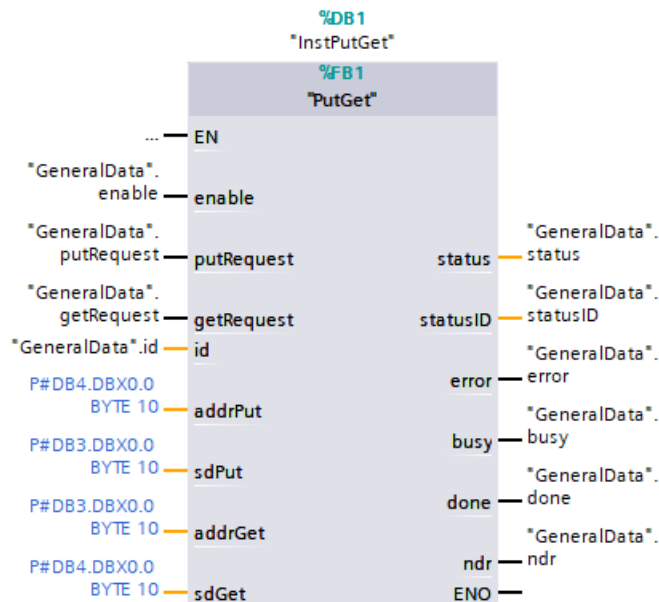 %DB1
"InstPutGet"
%FB1
"PutGet"
... EN
"GeneralData".
enable enable
"GeneralData".
putRequest putRequest
"GeneralData".
getRequest getRequest
"GeneralData".id id
P#DB4.DBX0.0
BYTE 10 addrPut
P#DB3.DBX0.0
BYTE 10 sdPut
P#DB3.DBX0.0
BYTE 10 addrGet
P#DB4.DBX0.0
BYTE 10 sdGet
"GeneralData".
status status
"GeneralData".
statusID statusID
"GeneralData".
error error
"GeneralData".
busy busy
"GeneralData".
done done
"GeneralData".
ndr ndr
ENO